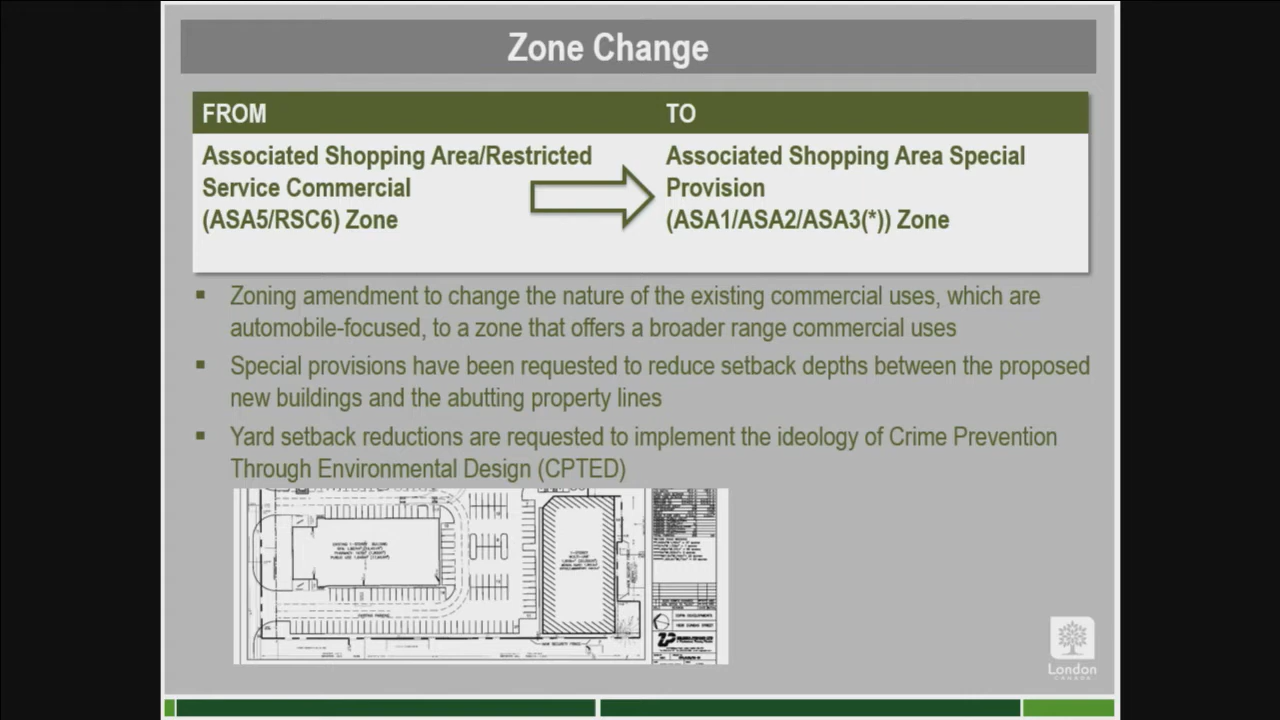 Zone Change
FROM
TO
Associated Shopping Area/Restricted
Service Commercial
(ASA5/RSC6) Zone
Associated Shopping Area Special
Provision
(ASA1/ASA2/ASA3(*)) Zone
▪ Zoning amendment to change the nature of the existing commercial uses, which are
automobile-focused, to a zone that offers a broader range commercial uses
▪ Special provisions have been requested to reduce setback depths between the proposed
new buildings and the abutting property lines
▪ Yard setback reductions are requested to implement the ideology of Crime Prevention
Through Environmental Design (CPTED)
London
CANADA